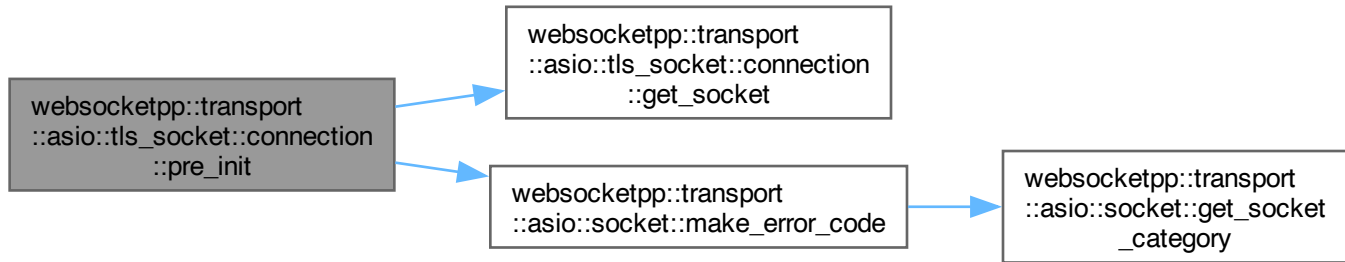 websocketpp::transport
::asio::tls_socket::connection
::get_socket
websocketpp::transport
::asio::tls_socket::connection
::pre_init
websocketpp::transport
::asio::socket::make_error_code
websocketpp::transport
::asio::socket::get_socket
_category